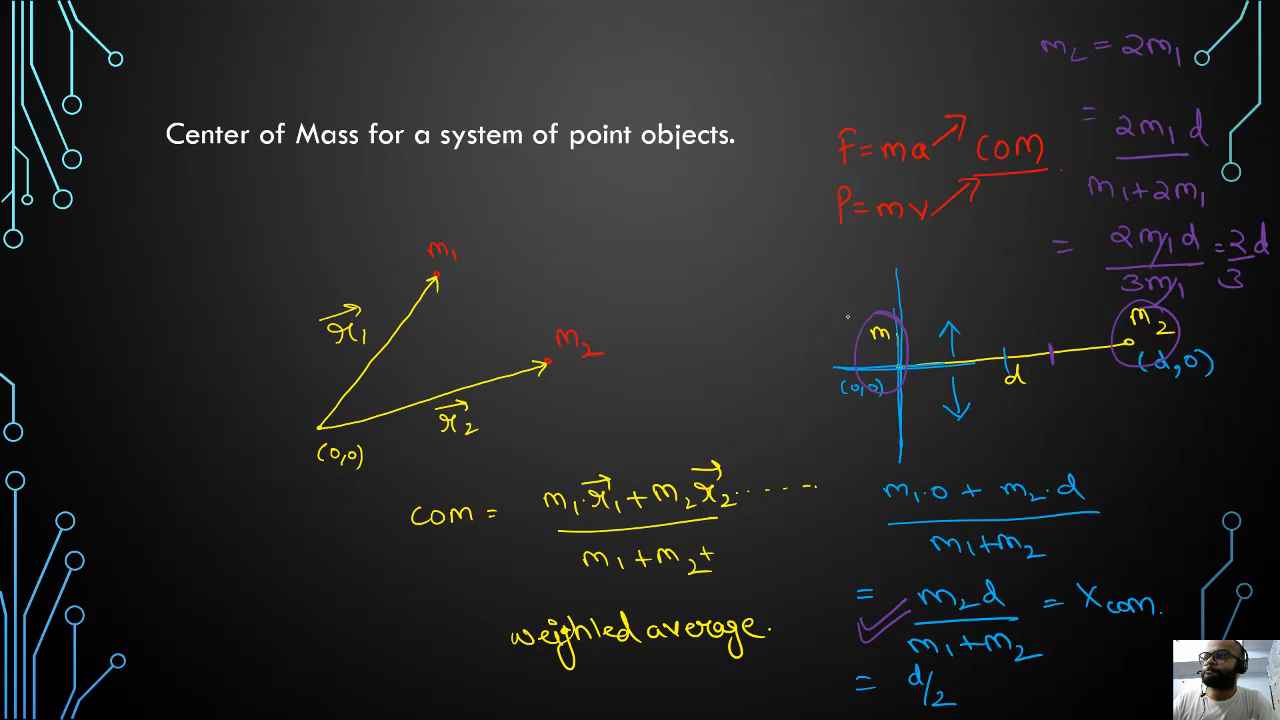 Center of Mass for a system of point objects.
F=ma → COM
P=mv
m₂ = 2m₁
= 2m₁d
m₁+2m₁
= 2m₁d = 2d
3m₁ 3
m₁
r₁
m₂
r₂
(0,0)
m₁
m₂
(0,0)
d
(d,0)
com = m₁.r₁+m₂r₂.......
m₁+m₂+
weighled average.
m₁.0 + m₂.d
m₁+m₂
= m₂d = Xcom.
m₁+m₂
= d/2